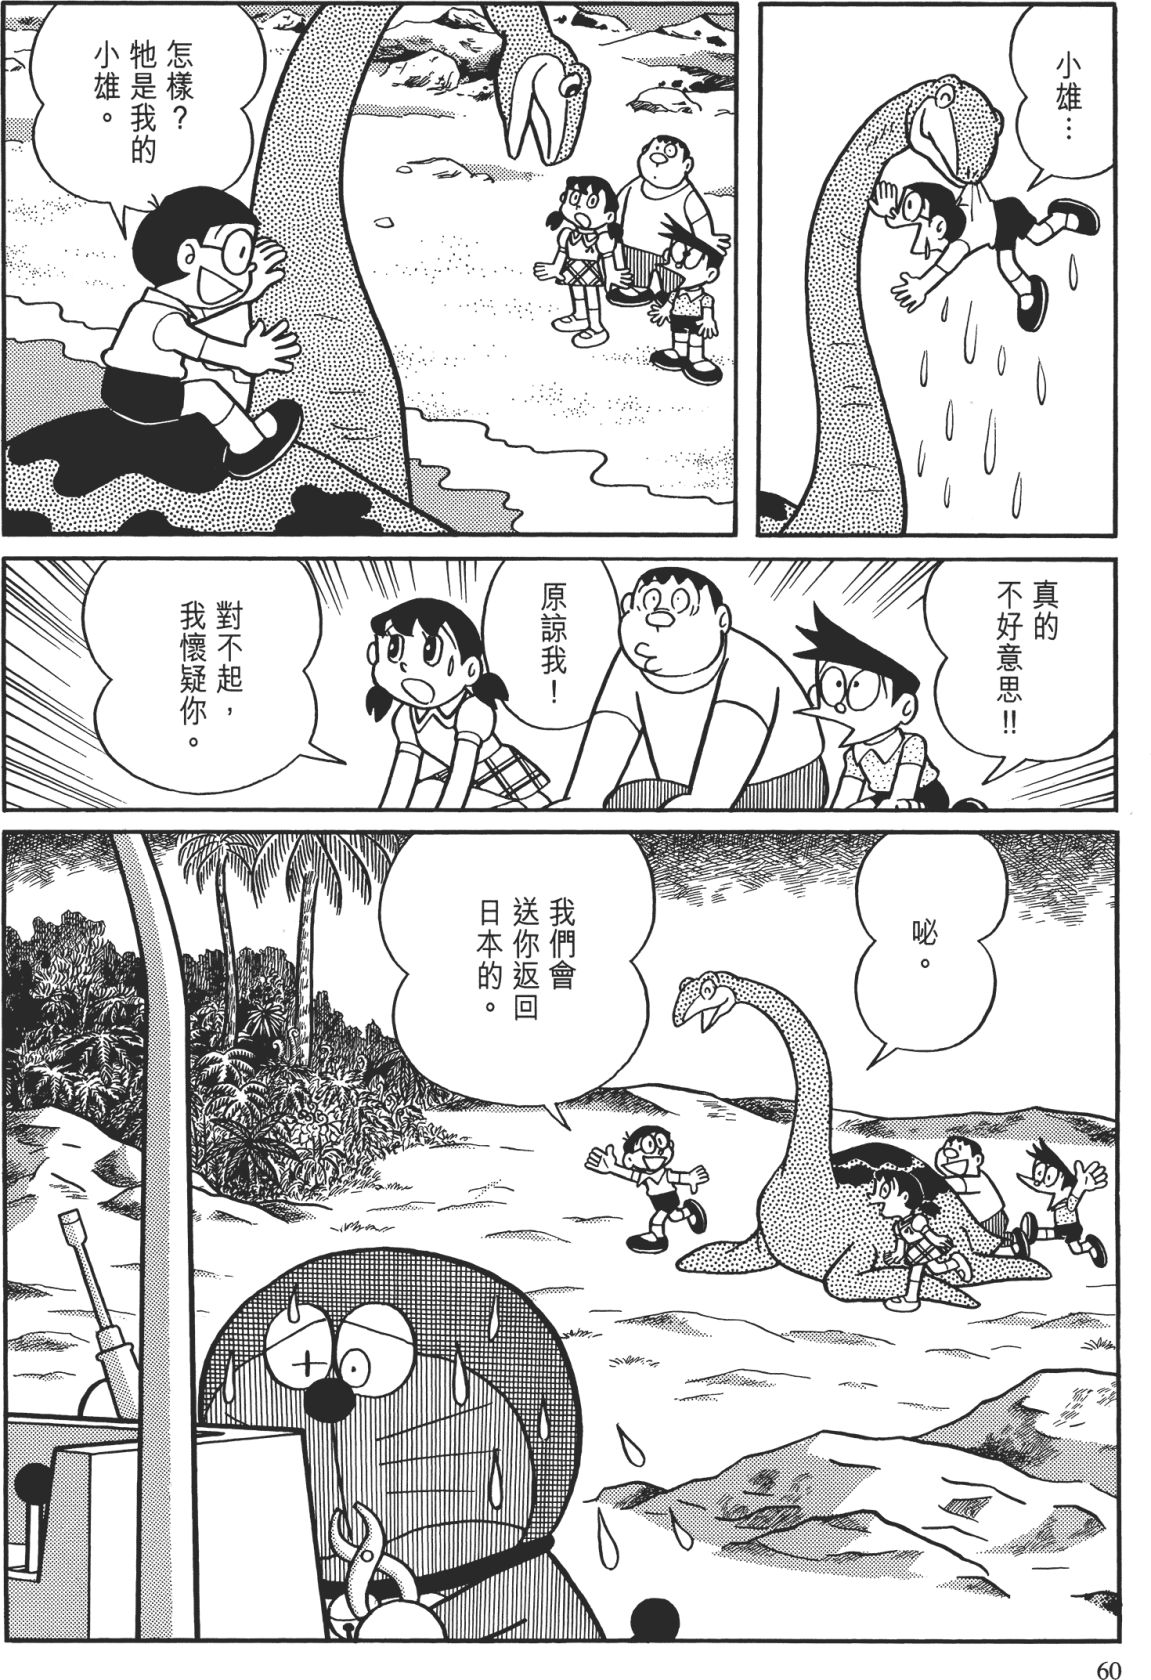 小雄…
怎樣？
牠是我的
小雄。
真的
不好意思!!
原諒我！
對不起，
我懷疑你。
咇。
我們會
送你返回
日本的。
60